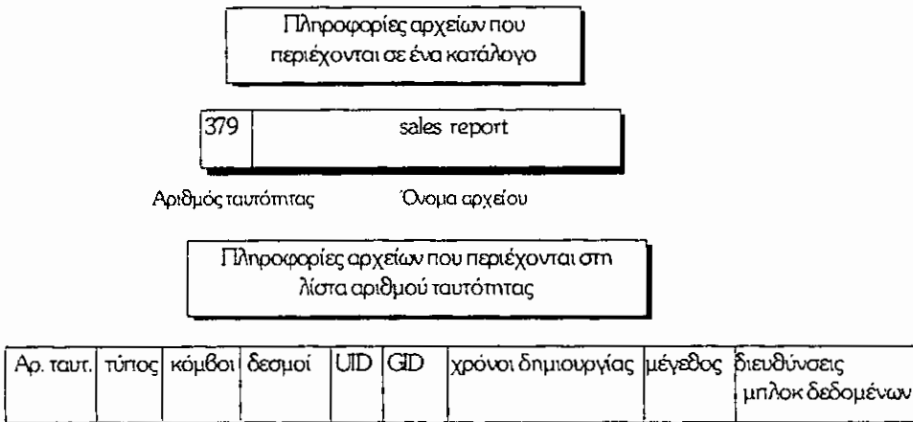 Πληροφορίες αρχείων που
περιέχονται σε ένα κατάλογο
379 sales report
Αριθμός ταυτότητας Όνομα αρχείου
Πληροφορίες αρχείων που περιέχονται στη
λίστα αριθμού ταυτότητας
Αρ. ταυτ. τύπος κόμβοι δεσμοί UID GID χρόνοι δημιουργίας μέγεθος διευθύνσεις
μπλοκ δεδομένων